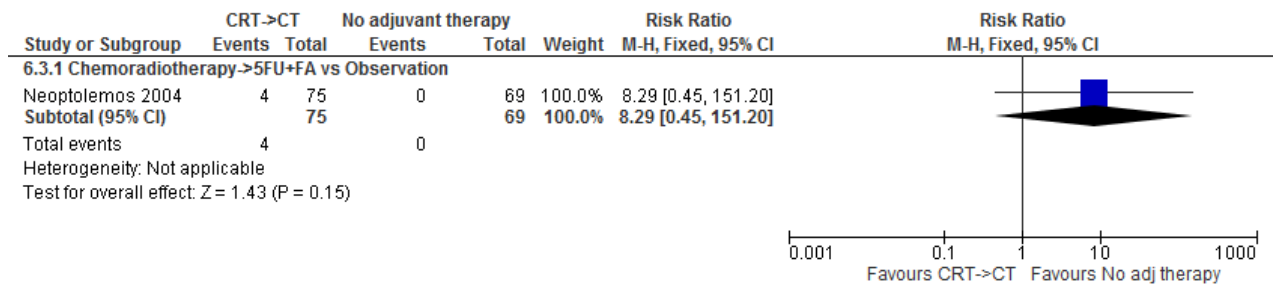 CRT->CT No adjuvant therapy Risk Ratio Risk Ratio
Study or Subgroup Events Total Events Total Weight M-H, Fixed, 95% CI M-H, Fixed, 95% CI
6.3.1 Chemoradiotherapy->5FU+FA vs Observation
Neoptolemos 2004 4 75 0 69 100.0% 8.29 [0.45, 151.20]
Subtotal (95% CI) 75 69 100.0% 8.29 [0.45, 151.20]
Total events 4 0
Heterogeneity: Not applicable
Test for overall effect: Z = 1.43 (P = 0.15)
0.001 0.1 1 10 1000
Favours CRT->CT Favours No adj therapy